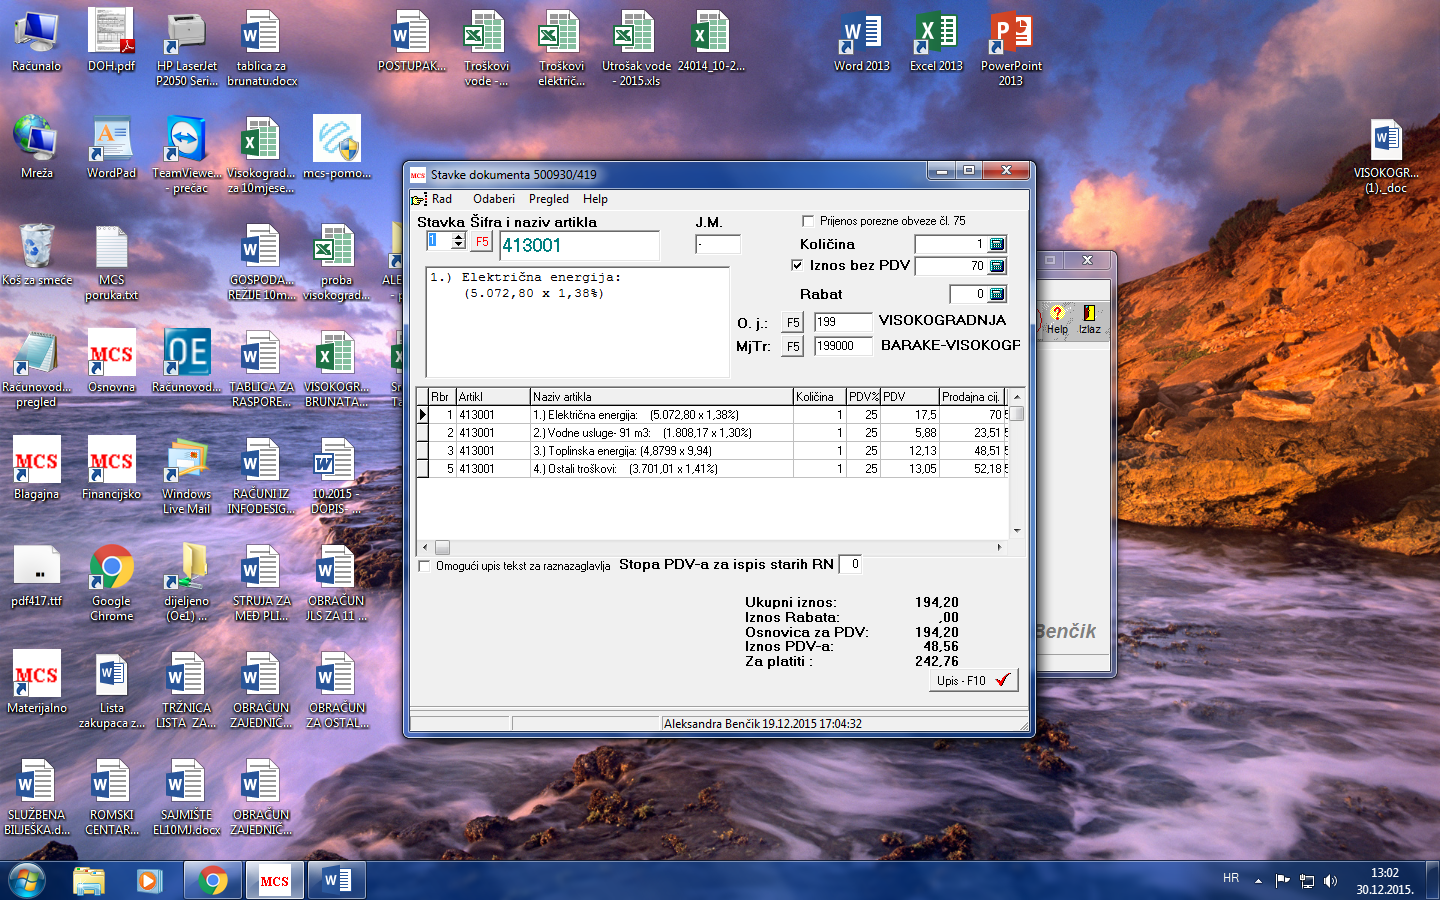 Računalo
DOH.pdf
HP LaserJet
P2050 Seri...
tablica za
brunatu.docx
POSTUPAK...
Troškovi
vode -...
Troškovi
električ...
Utrošak vode
- 2015.xls
24014_10-2...
Word 2013
Excel 2013
PowerPoint
2013
Mreža
WordPad
TeamViewe...
- prečac
Visokograd...
za 10mjese...
mcs-pomo...
VISOKOGR...
(1)._doc
Koš za smeće
MCS
poruka.txt
GOSPODA...
REŽIJE 10m...
proba
visokograd...
Računovod...
pregled
MCS
Osnovna
OE
Računovod...
TABLICA ZA
RASPORE...
VISOKOGR...
BRUNATA...
MCS
Blagajna
MCS
Financijsko
Windows
Live Mail
RAČUNI IZ
INFODESIG...
10.2015 -
DOPIS- ...
pdf417.ttf
Google
Chrome
dijeljeno
(Oe1) ...
STRUJA ZA
MEĐ PLI...
OBRAČUN
JLS ZA 11 ...
MCS
Materijalno
Lista
zakupaca z...
TRŽNICA
LISTA ZA...
OBRAČUN
ZAJEDNIČ...
OBRAČUN
ZA OSTAL...
SLUŽBENA
BILJEŠKA.d...
ROMSKI
CENTAR...
SAJMIŠTE
EL10MJ.docx
OBRAČUN
ZAJEDNIČ...
MCS Stavke dokumenta 500930/419
Rad Odaberi Pregled Help
Stavka Šifra i naziv artikla J.M.
1 F5 413001 -
Prijenos porezne obveze čl. 75
Količina 1
Iznos bez PDV 70
Rabat 0
1.) Električna energija:
(5.072,80 x 1,38%)
O. j.: F5 199 VISOKOGRADNJA
MjTr: F5 199000 BARAKE-VISOKOGR
Rbr Artikl Naziv artikla Količina PDV% PDV Prodajna cij.
1 413001 1.) Električna energija: (5.072,80 x 1,38%) 1 25 17,5 70
2 413001 2.) Vodne usluge- 91 m3: (1.808,17 x 1,30%) 1 25 5,88 23,51
3 413001 3.) Toplinska energija: (4,8799 x 9,94) 1 25 12,13 48,51
5 413001 4.) Ostali troškovi: (3.701,01 x 1,41%) 1 25 13,05 52,18
Omogući upis tekst za raznazaglavlja Stopa PDV-a za ispis starih RN 0
Ukupni iznos: 194,20
Iznos Rabata: ,00
Osnovica za PDV: 194,20
Iznos PDV-a: 48,56
Za platiti : 242,76
Upis - F10
Aleksandra Benčik 19.12.2015 17:04:32
Help Izlaz
Benčik
MCS
HR
13:02
30.12.2015.